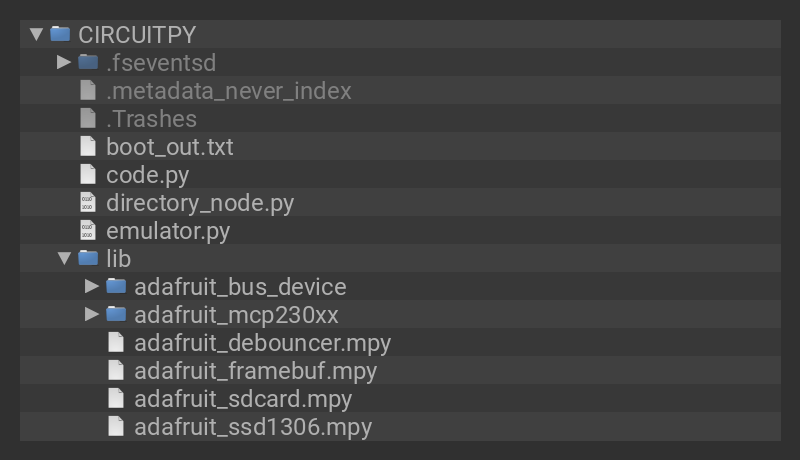 CIRCUITPY
.fseventsd
.metadata_never_index
.Trashes
boot_out.txt
code.py
directory_node.py
emulator.py
lib
adafruit_bus_device
adafruit_mcp230xx
adafruit_debouncer.mpy
adafruit_framebuf.mpy
adafruit_sdcard.mpy
adafruit_ssd1306.mpy